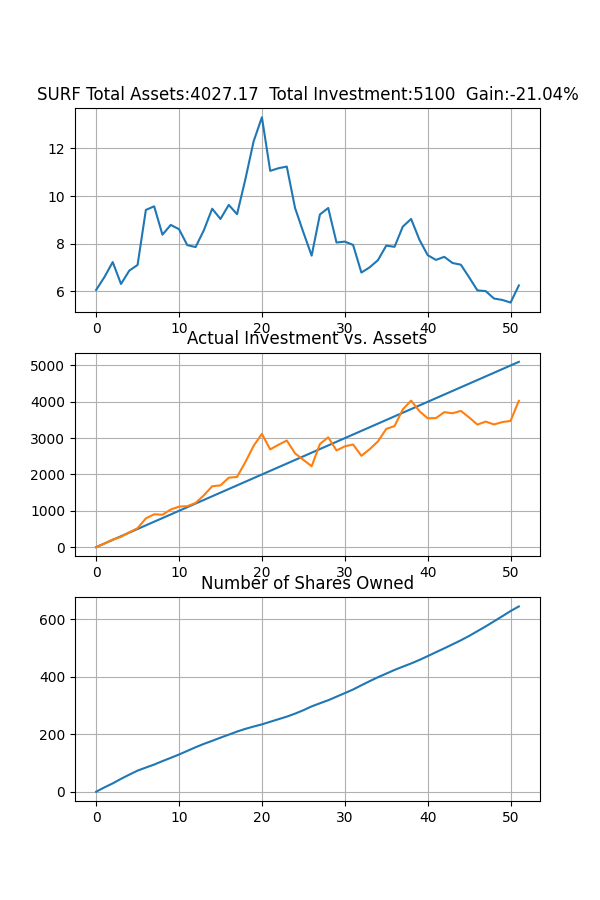 SURF Total Assets:4027.17  Total Investment:5100  Gain:-21.04%
12
10
8
6
0 10 20 30 40 50
Actual Investment vs. Assets
5000
4000
3000
2000
1000
0
0 10 20 30 40 50
Number of Shares Owned
600
400
200
0
0 10 20 30 40 50